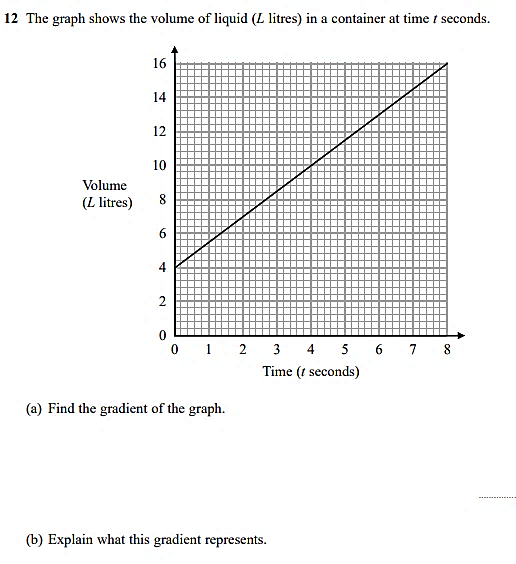 12 The graph shows the volume of liquid (L litres) in a container at time t seconds.
16
14
12
10
Volume
(L litres)
8
6
4
2
0
0 1 2 3 4 5 6 7 8
Time (t seconds)
(a) Find the gradient of the graph.
(b) Explain what this gradient represents.